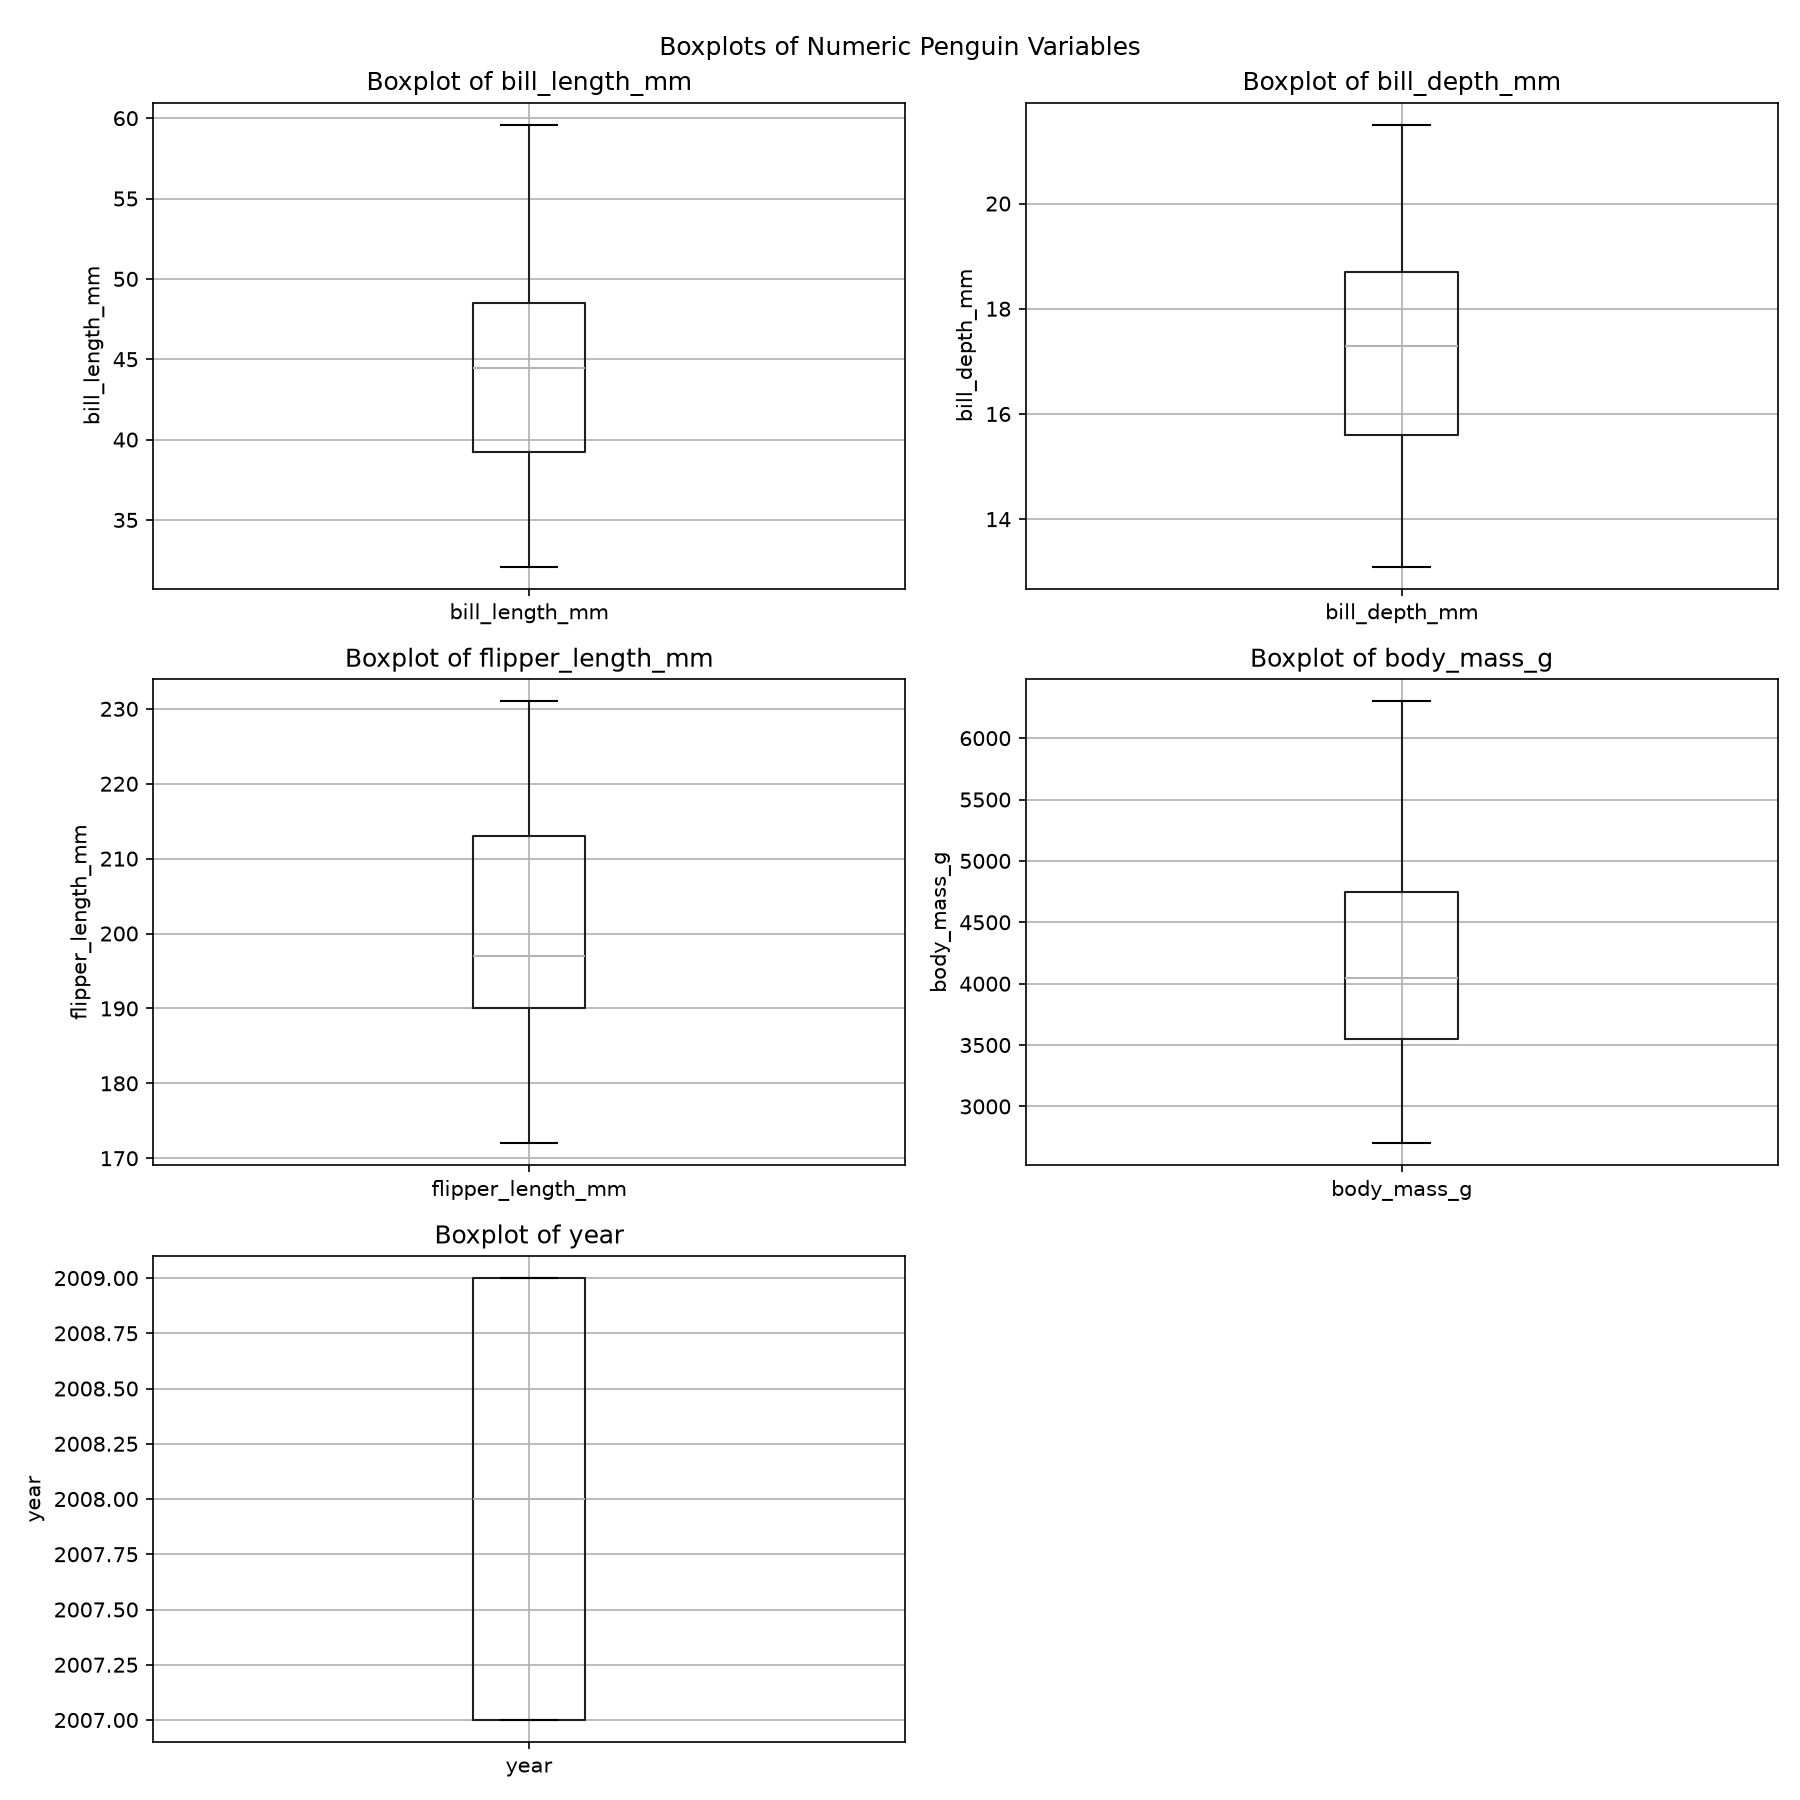 Boxplots of Numeric Penguin Variables
Boxplot of bill_length_mm
60
55
50
45
40
35
bill_length_mm
bill_length_mm
Boxplot of bill_depth_mm
20
18
16
14
bill_depth_mm
bill_depth_mm
Boxplot of flipper_length_mm
230
220
210
200
190
180
170
flipper_length_mm
flipper_length_mm
Boxplot of body_mass_g
6000
5500
5000
4500
4000
3500
3000
body_mass_g
body_mass_g
Boxplot of year
2009.00
2008.75
2008.50
2008.25
2008.00
2007.75
2007.50
2007.25
2007.00
year
year